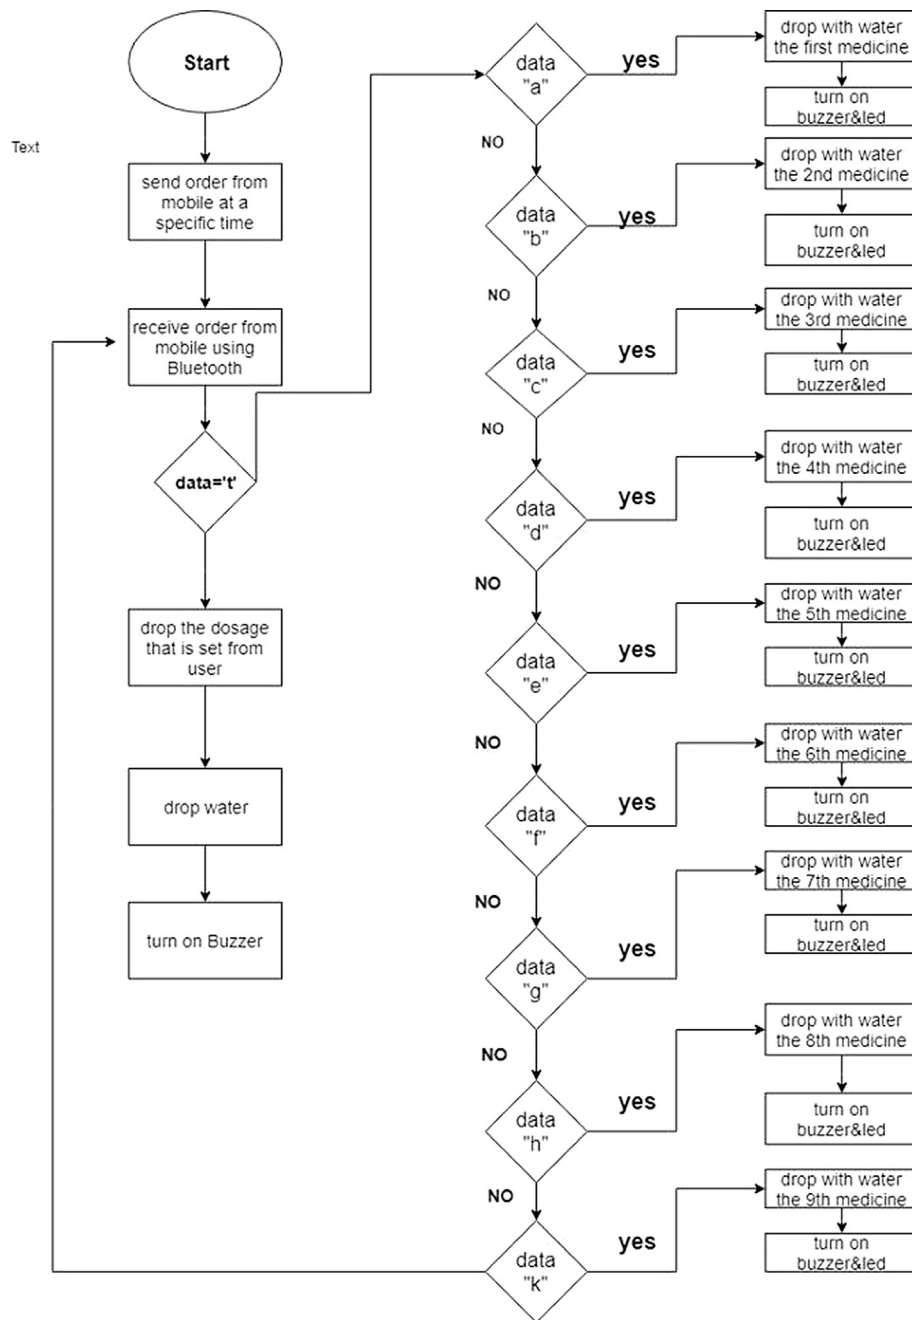 Start
Text
send order from
mobile at a
specific time
receive order from
mobile using
Bluetooth
data='t'
drop the dosage
that is set from
user
drop water
turn on Buzzer
data
"a"
yes
drop with water
the first medicine
turn on
buzzer&led
NO
data
"b"
yes
drop with water
the 2nd medicine
turn on
buzzer&led
NO
data
"c"
yes
drop with water
the 3rd medicine
turn on
buzzer&led
NO
data
"d"
yes
drop with water
the 4th medicine
turn on
buzzer&led
NO
data
"e"
yes
drop with water
the 5th medicine
turn on
buzzer&led
NO
data
"f"
yes
drop with water
the 6th medicine
turn on
buzzer&led
NO
data
"g"
yes
drop with water
the 7th medicine
turn on
buzzer&led
NO
data
"h"
yes
drop with water
the 8th medicine
turn on
buzzer&led
NO
data
"k"
yes
drop with water
the 9th medicine
turn on
buzzer&led